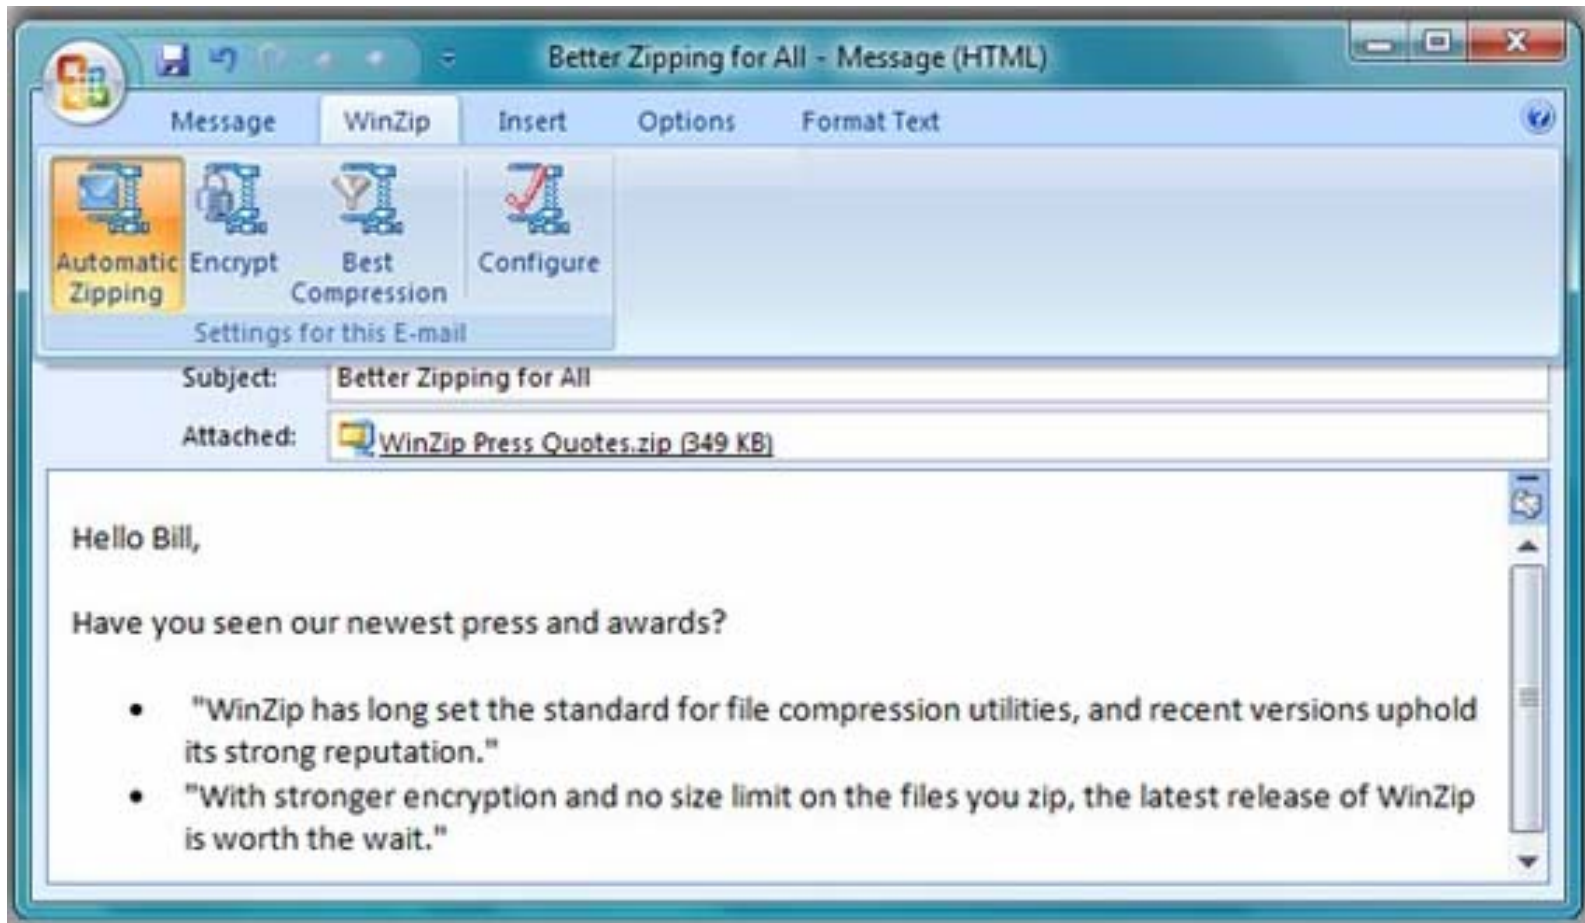 Better Zipping for All - Message (HTML)
Message WinZip Insert Options Format Text
Automatic Zipping
Encrypt
Best Compression
Configure
Settings for this E-mail
Subject: Better Zipping for All
Attached: WinZip Press Quotes.zip (349 KB)
Hello Bill,
Have you seen our newest press and awards?
• "WinZip has long set the standard for file compression utilities, and recent versions uphold
its strong reputation."
• "With stronger encryption and no size limit on the files you zip, the latest release of WinZip
is worth the wait."